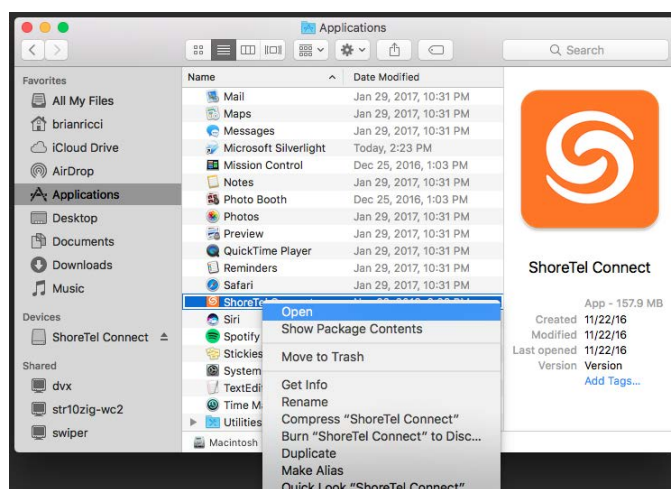 Applications
Search
Favorites
All My Files
brianricci
iCloud Drive
AirDrop
Applications
Desktop
Documents
Downloads
Music
Devices
ShoreTel Connect
Shared
dvx
str10zig-wc2
swiper
Name Date Modified
Mail Jan 29, 2017, 10:31 PM
Maps Jan 29, 2017, 10:31 PM
Messages Jan 29, 2017, 10:31 PM
Microsoft Silverlight Today, 2:23 PM
Mission Control Dec 25, 2016, 1:03 PM
Notes Jan 29, 2017, 10:31 PM
Photo Booth Dec 25, 2016, 1:03 PM
Photos Jan 29, 2017, 10:31 PM
Preview Jan 29, 2017, 10:31 PM
QuickTime Player Jan 29, 2017, 10:31 PM
Reminders Jan 29, 2017, 10:31 PM
Safari Jan 29, 2017, 10:31 PM
Siri
Spotify
Stickies
System
TextEdi
Time M
Utilities
Macintosh
Open
Show Package Contents
Move to Trash
Get Info
Rename
Compress “ShoreTel Connect”
Burn “ShoreTel Connect” to Disc...
Duplicate
Make Alias
Quick Look “ShoreTel Connect”
ShoreTel Connect
App - 157.9 MB
Created 11/22/16
Modified 11/22/16
Last opened 11/22/16
Version Version
Add Tags...